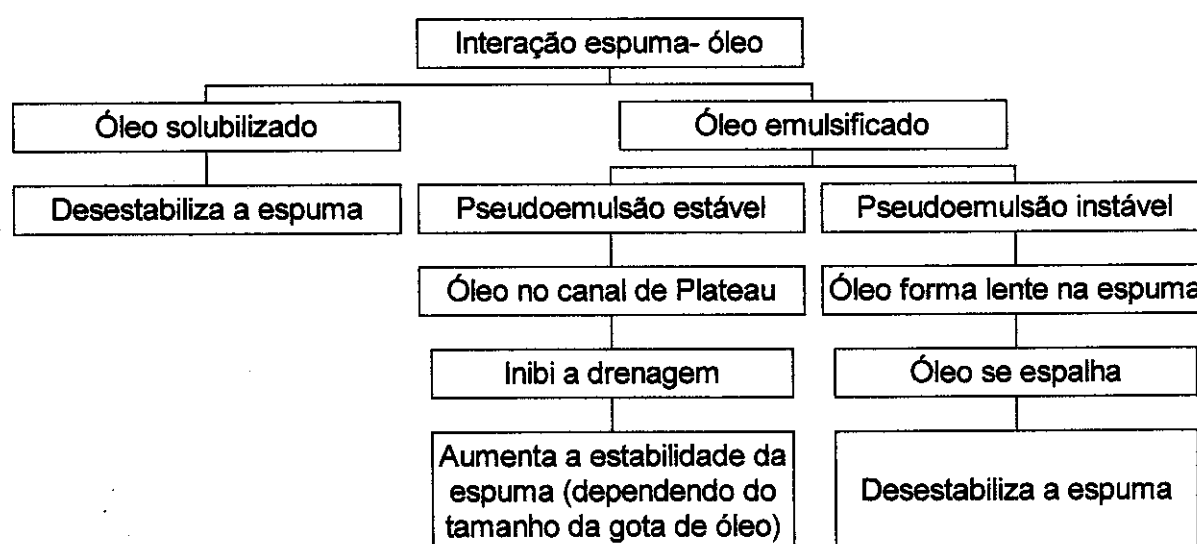 Interação espuma- óleo
Óleo solubilizado
Óleo emulsificado
Desestabiliza a espuma
Pseudoemulsão estável
Pseudoemulsão instável
Óleo no canal de Plateau
Óleo forma lente na espuma
Inibi a drenagem
Óleo se espalha
Aumenta a estabilidade da
espuma (dependendo do
tamanho da gota de óleo)
Desestabiliza a espuma